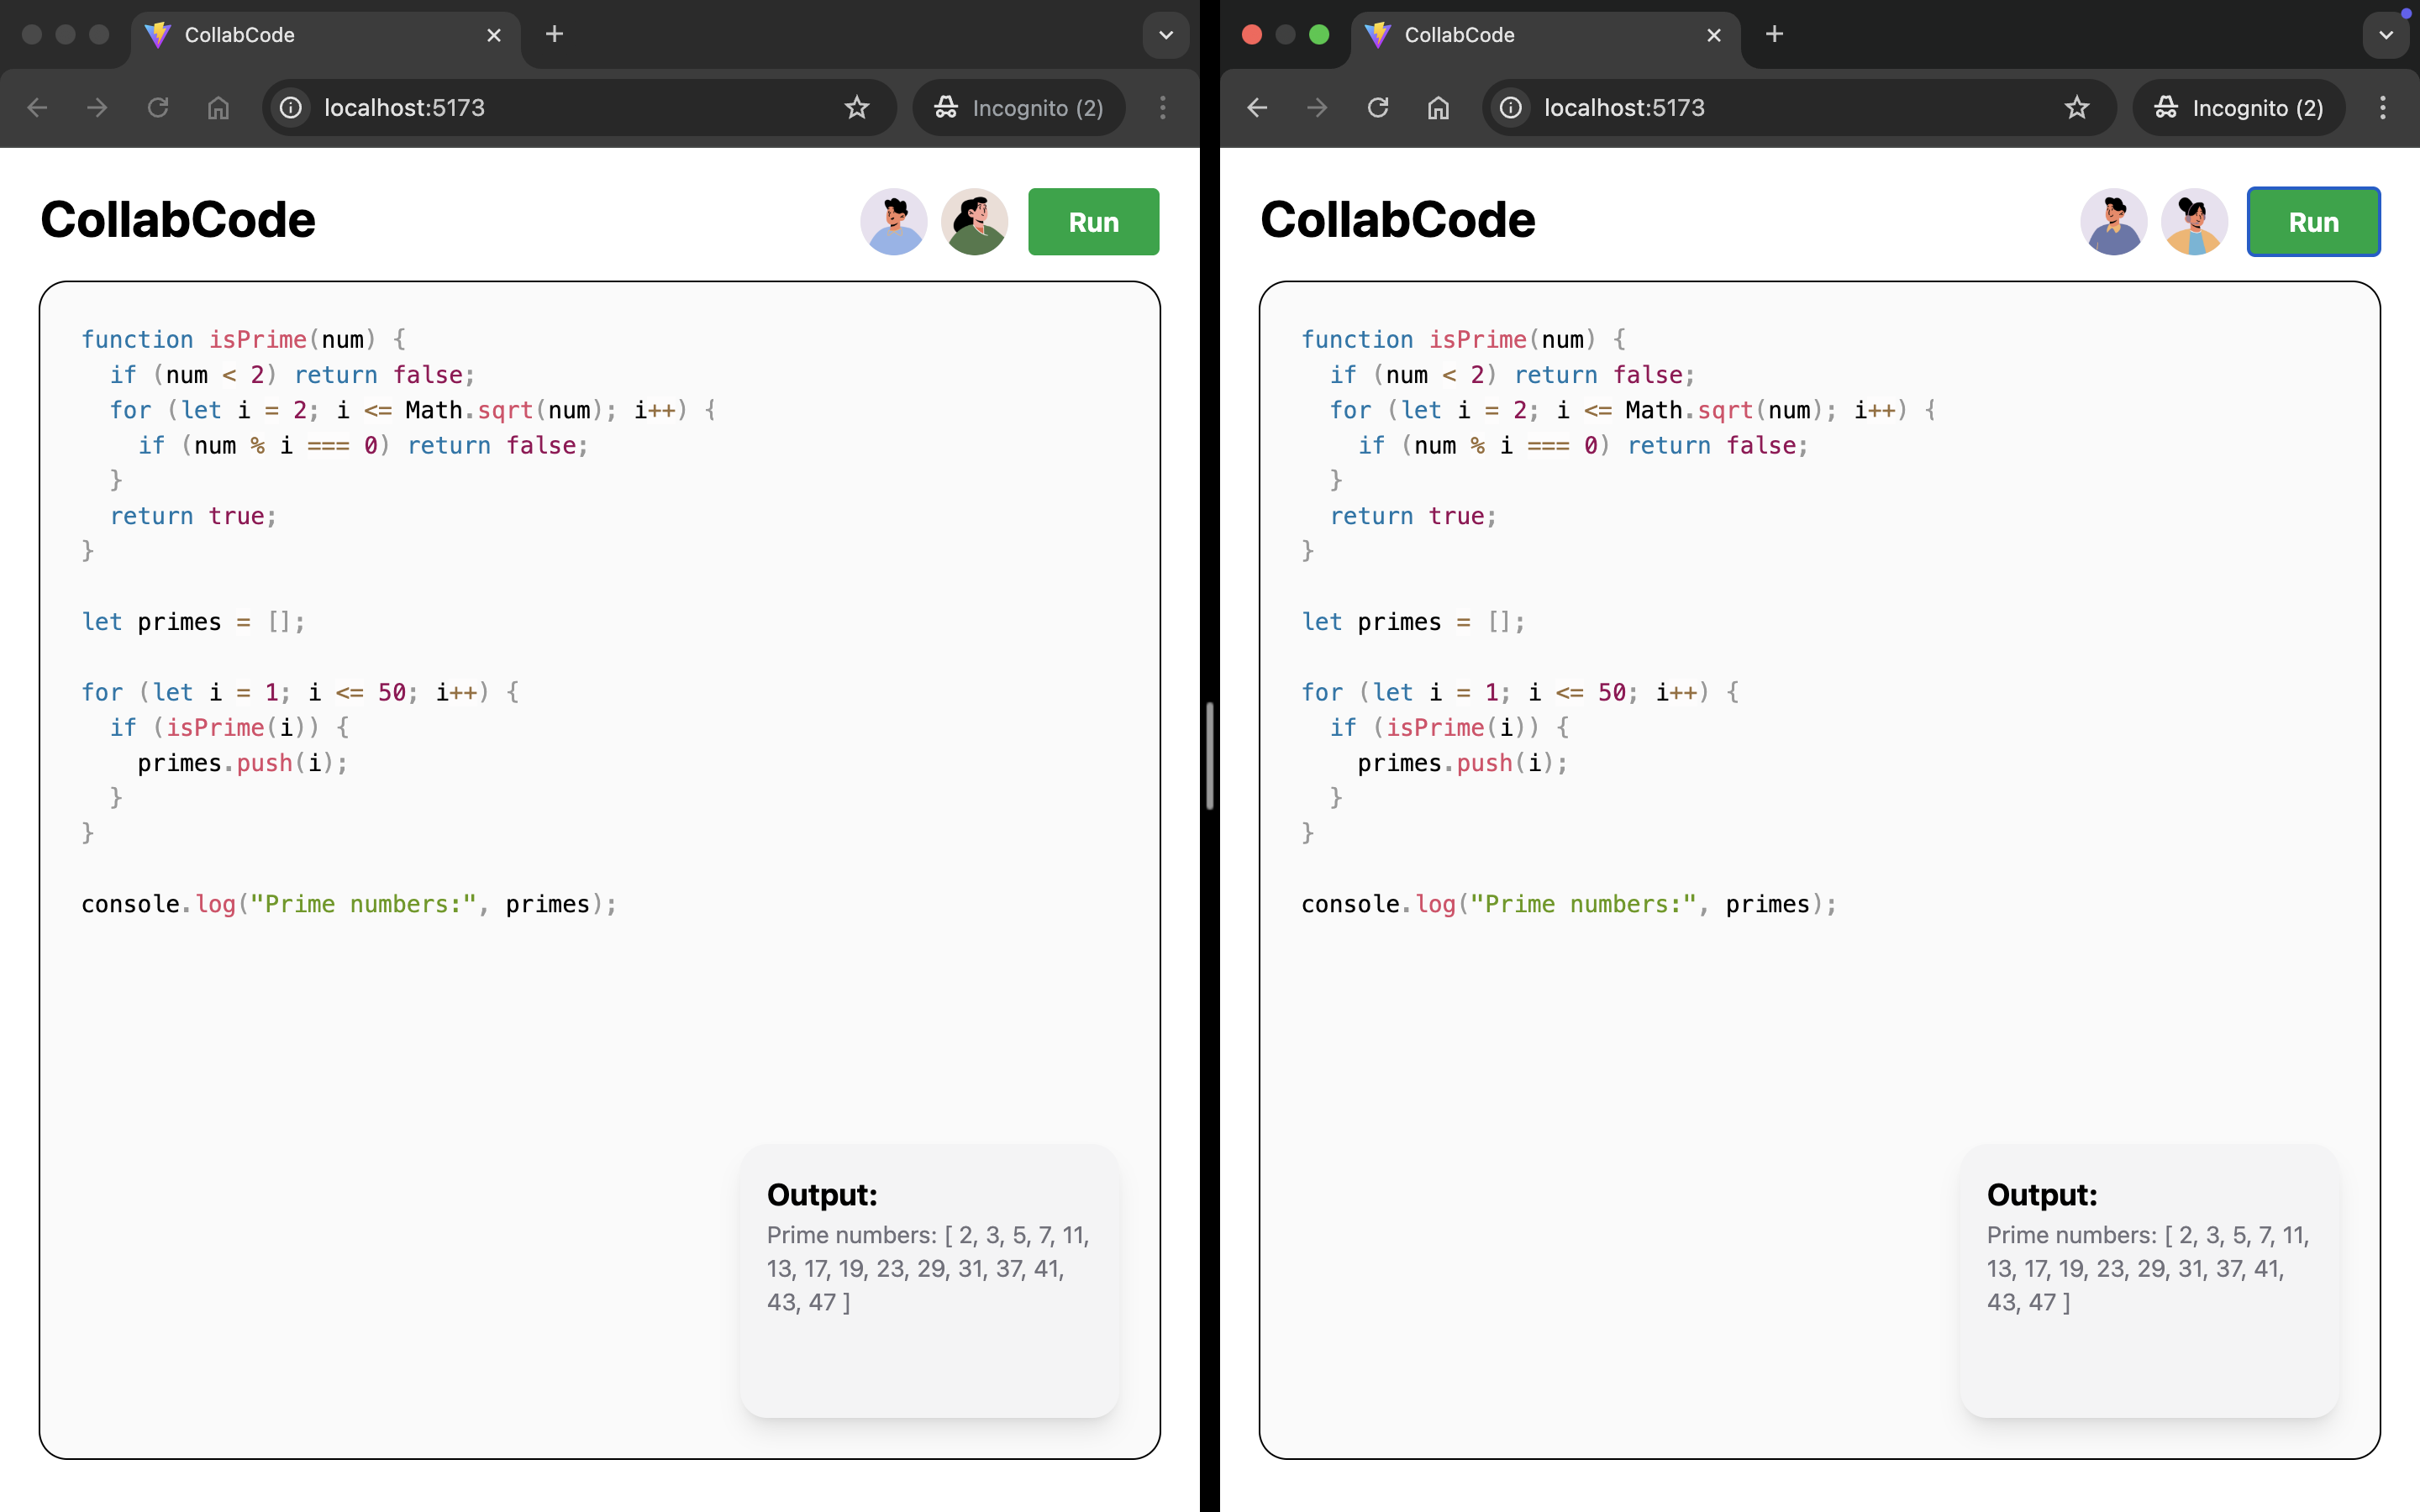 CollabCode
localhost:5173
Incognito (2)
CollabCode
Run
function isPrime(num) {
  if (num < 2) return false;
  for (let i = 2; i <= Math.sqrt(num); i++) {
    if (num % i === 0) return false;
  }
  return true;
}
let primes = [];
for (let i = 1; i <= 50; i++) {
  if (isPrime(i)) {
    primes.push(i);
  }
}
console.log("Prime numbers:", primes);
Output:
Prime numbers: [ 2, 3, 5, 7, 11,
13, 17, 19, 23, 29, 31, 37, 41,
43, 47 ]
CollabCode
localhost:5173
Incognito (2)
CollabCode
Run
function isPrime(num) {
  if (num < 2) return false;
  for (let i = 2; i <= Math.sqrt(num); i++) {
    if (num % i === 0) return false;
  }
  return true;
}
let primes = [];
for (let i = 1; i <= 50; i++) {
  if (isPrime(i)) {
    primes.push(i);
  }
}
console.log("Prime numbers:", primes);
Output:
Prime numbers: [ 2, 3, 5, 7, 11,
13, 17, 19, 23, 29, 31, 37, 41,
43, 47 ]